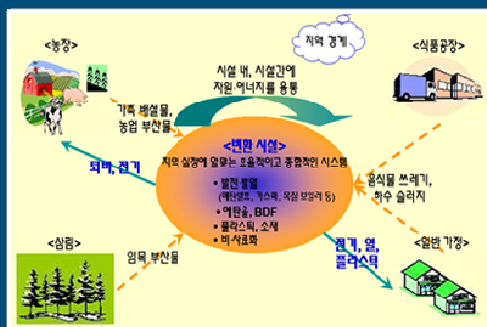 지역 경계
<농장>
<식품공장>
시설 내, 시설간에
자원·에너지를 융통
가축 배설물,
농업 부산물
<변환 시설>
지역 실정에 알맞는 효율적이고 종합적인 시스템
• 발전·발열
(메탄발효, 가스화, 목질 보일러 등)
• 에탄올, BDF
• 플라스틱, 소재
• 비·사료화
퇴비, 전기
음식물 쓰레기,
하수 슬러지
<삼림>
임목 부산물
전기, 열,
플라스틱
<일반 가정>